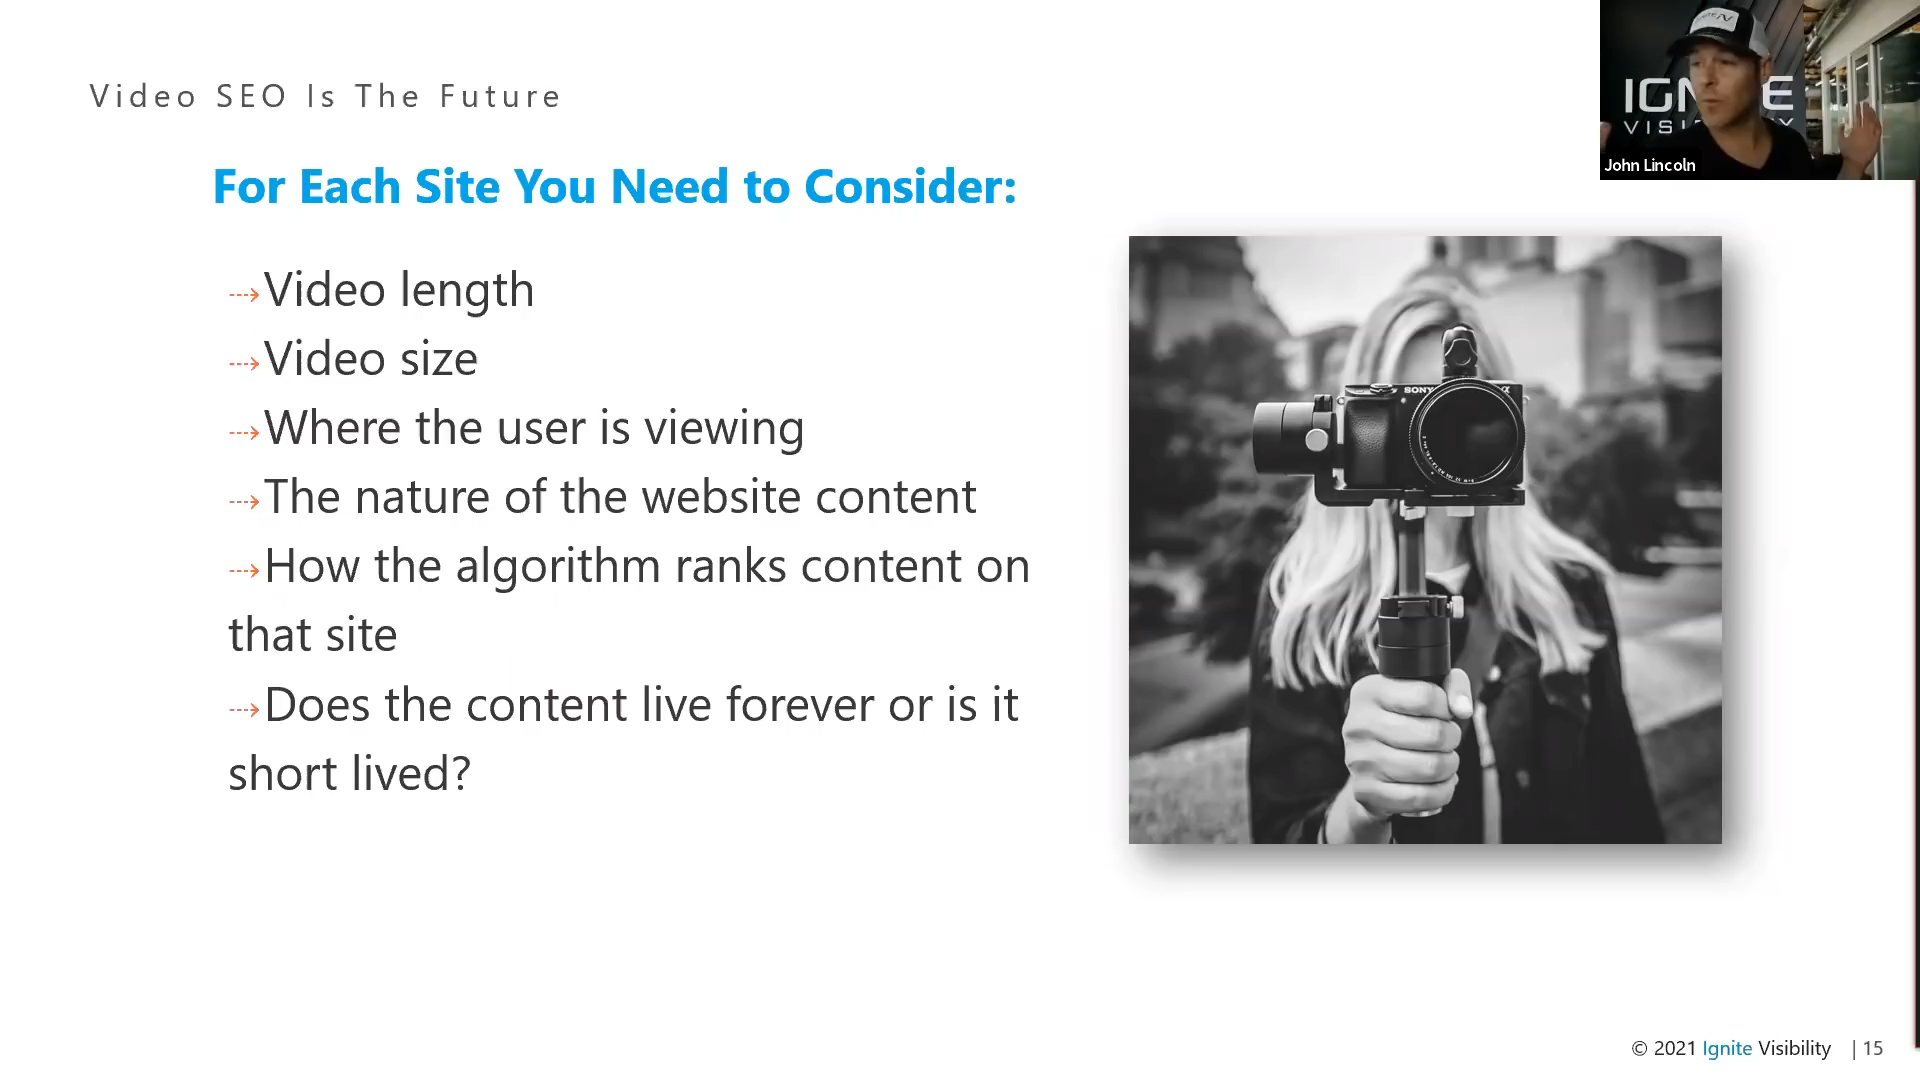 Video SEO Is The Future
For Each Site You Need to Consider:
Video length
Video size
Where the user is viewing
The nature of the website content
How the algorithm ranks content on
that site
Does the content live forever or is it
short lived?
SONY
John Lincoln
© 2021 Ignite Visibility | 15